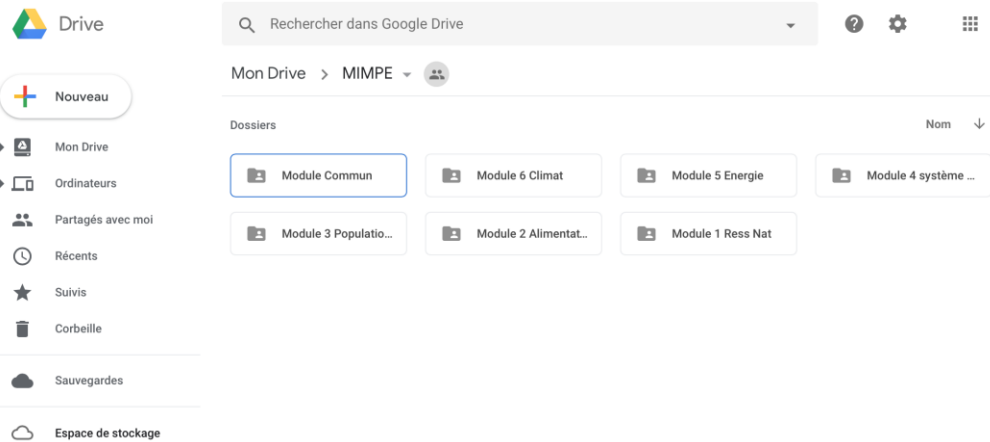 Drive
Rechercher dans Google Drive
Mon Drive > MIMPE
Nouveau
Dossiers
Nom
Mon Drive
Ordinateurs
Partagés avec moi
Récents
Suivis
Corbeille
Sauvegardes
Espace de stockage
Module Commun
Module 6 Climat
Module 5 Energie
Module 4 système ...
Module 3 Populatio...
Module 2 Alimentat...
Module 1 Ress Nat